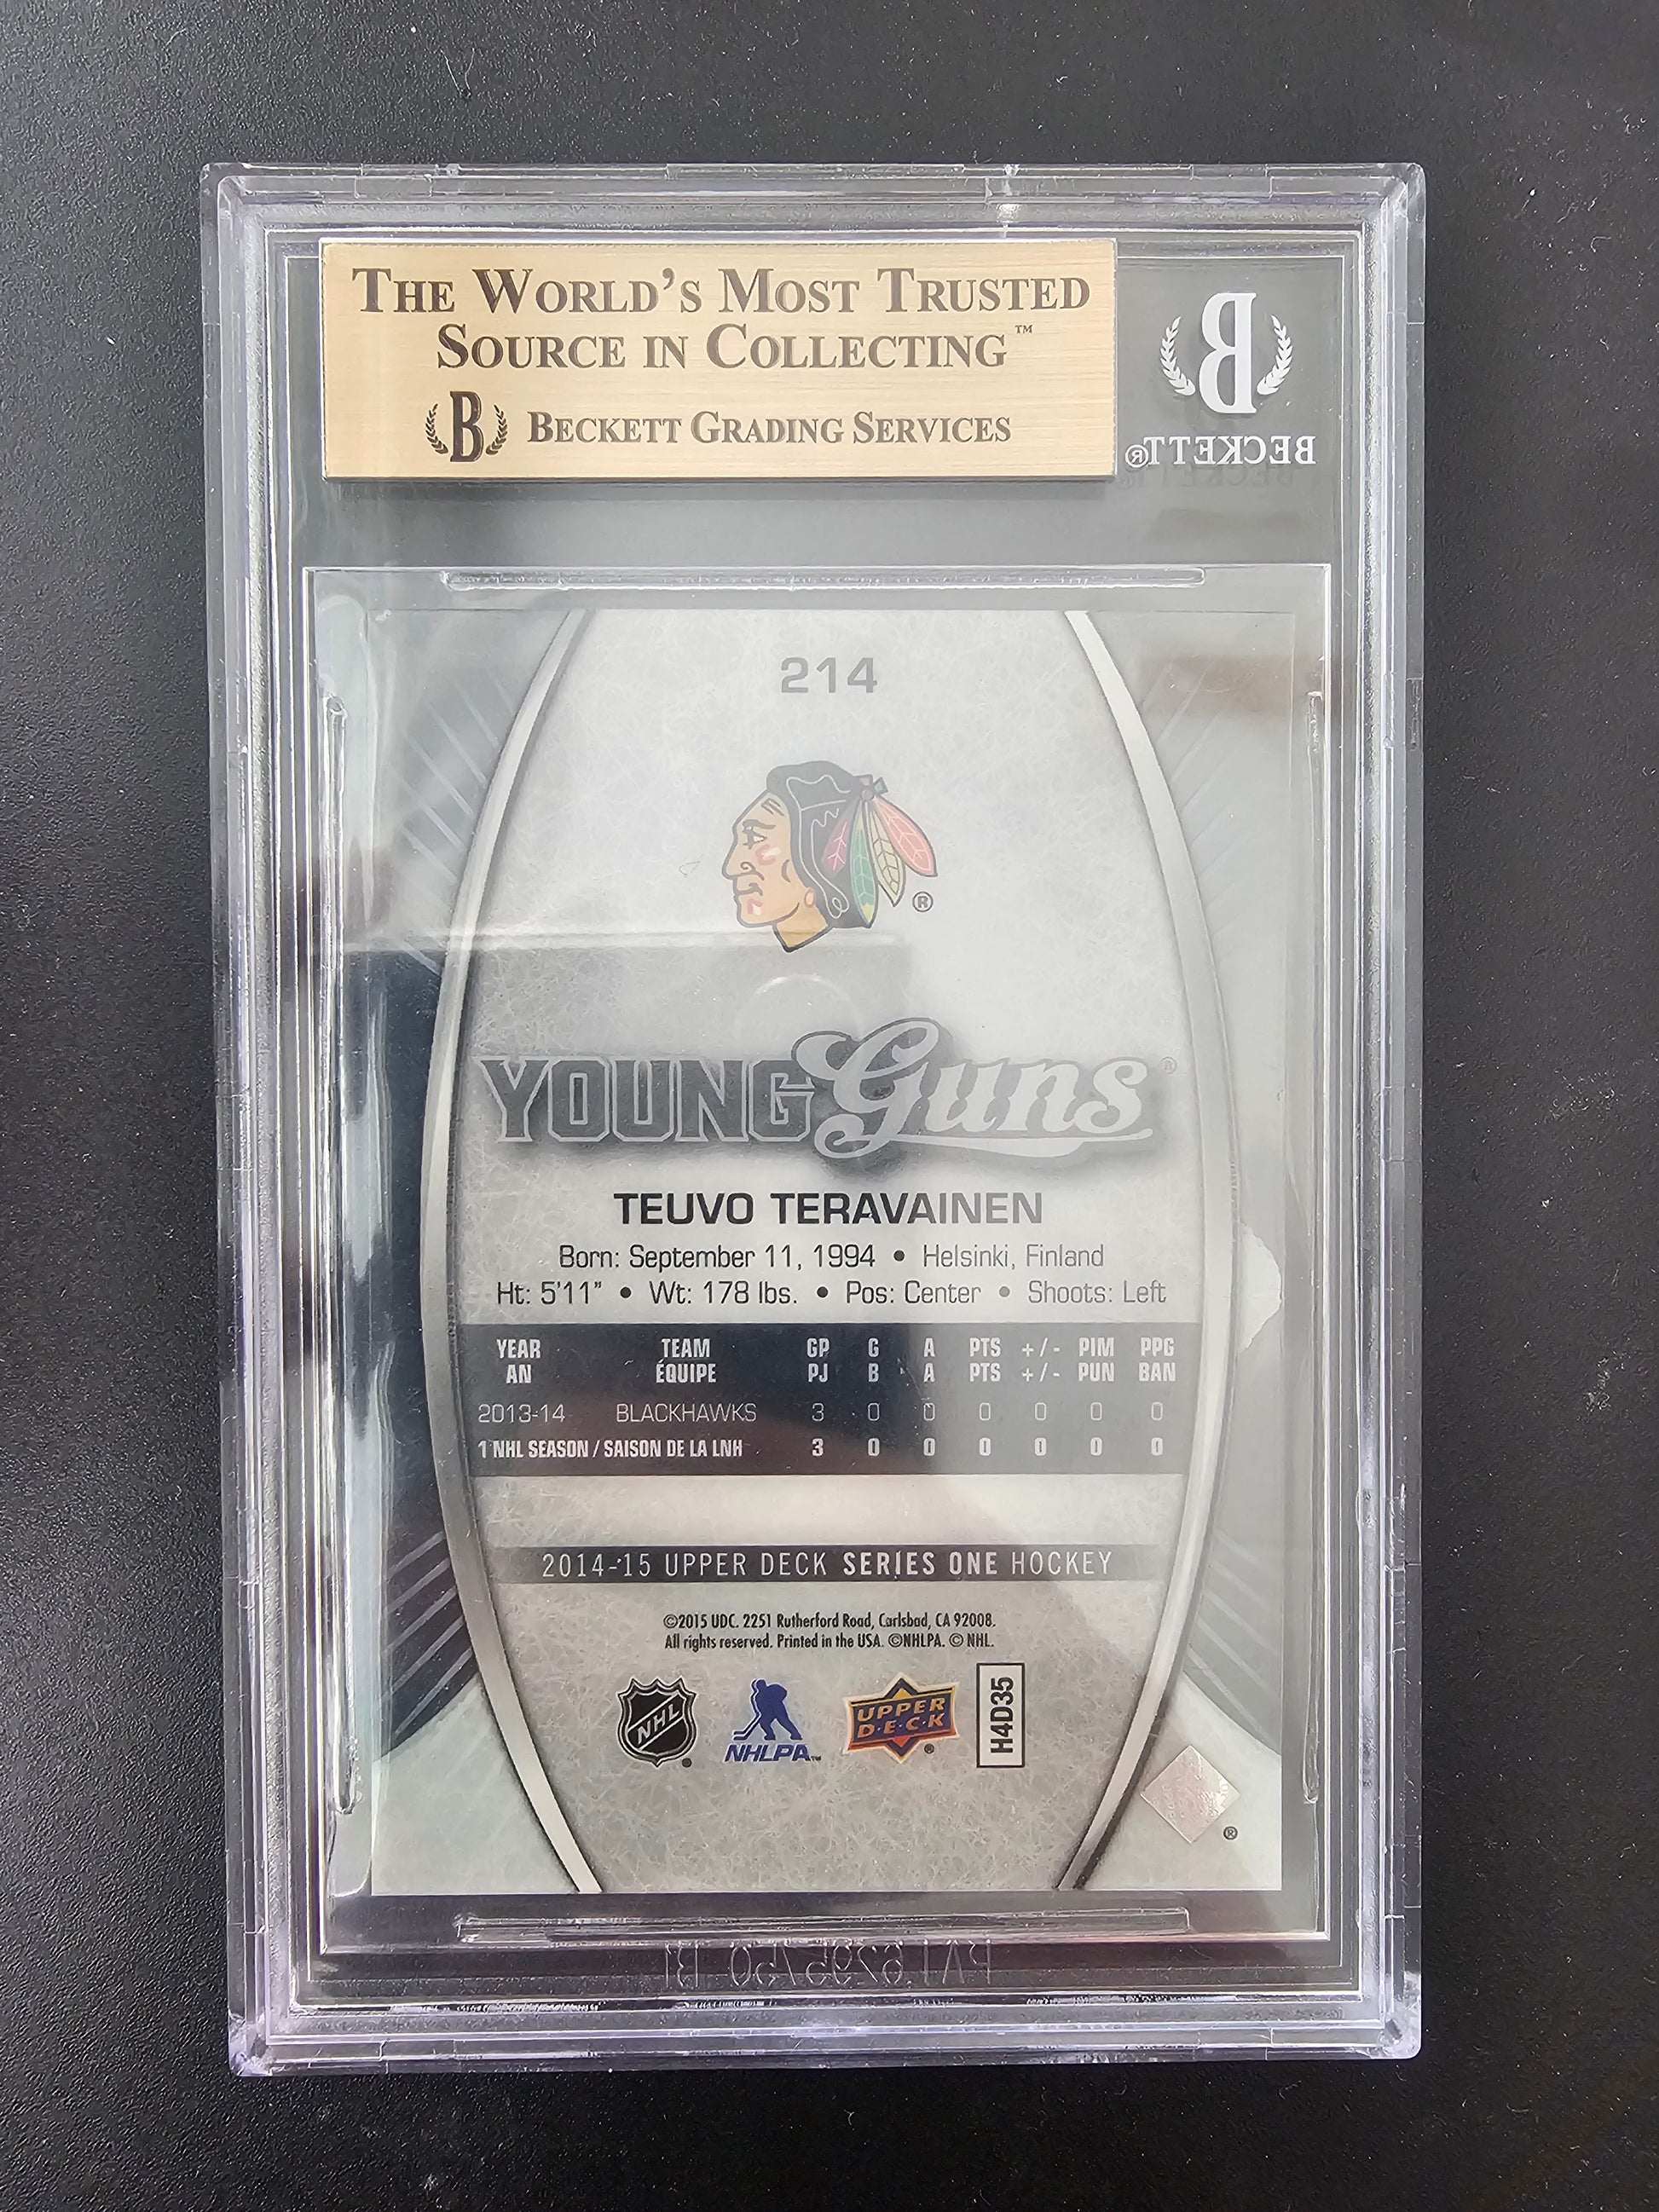 THE WORLD'S MOST TRUSTED
SOURCE IN COLLECTING™
B BECKETT GRADING SERVICES
B
BECKETT®
214
®
YOUNG Guns®
TEUVO TERAVAINEN
Born: September 11, 1994 • Helsinki, Finland
Ht: 5'11" • Wt: 178 lbs. • Pos: Center • Shoots: Left
YEAR TEAM GP G A PTS +/- PIM PPG
AN ÉQUIPE PJ B A PTS +/- PUN BAN
2013-14 BLACKHAWKS 3 0 0 0 0 0 0
1 NHL SEASON / SAISON DE LA LNH 3 0 0 0 0 0 0
2014-15 UPPER DECK SERIES ONE HOCKEY
©2015 UDC. 2251 Rutherford Road, Carlsbad, CA 92008.
All rights reserved. Printed in the USA. ©NHLPA. © NHL.
NHL®
NHLPA™
UPPER DECK®
H4D35
®